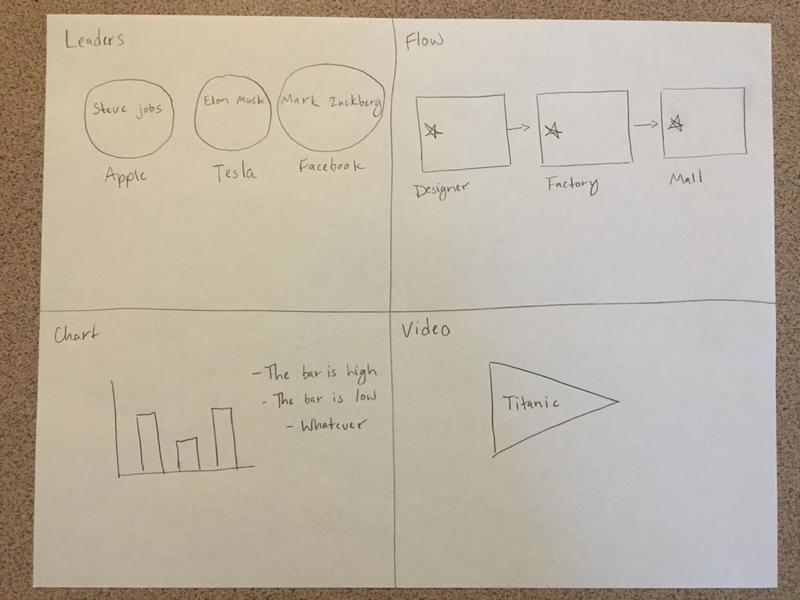 Leaders
Steve jobs
Elon Musk
Mark Zuckberg
Apple
Tesla
Facebook
Flow
Designer
Factory
Mall
Chart
- The bar is high
- The bar is low
- Whatever
Video
Titanic